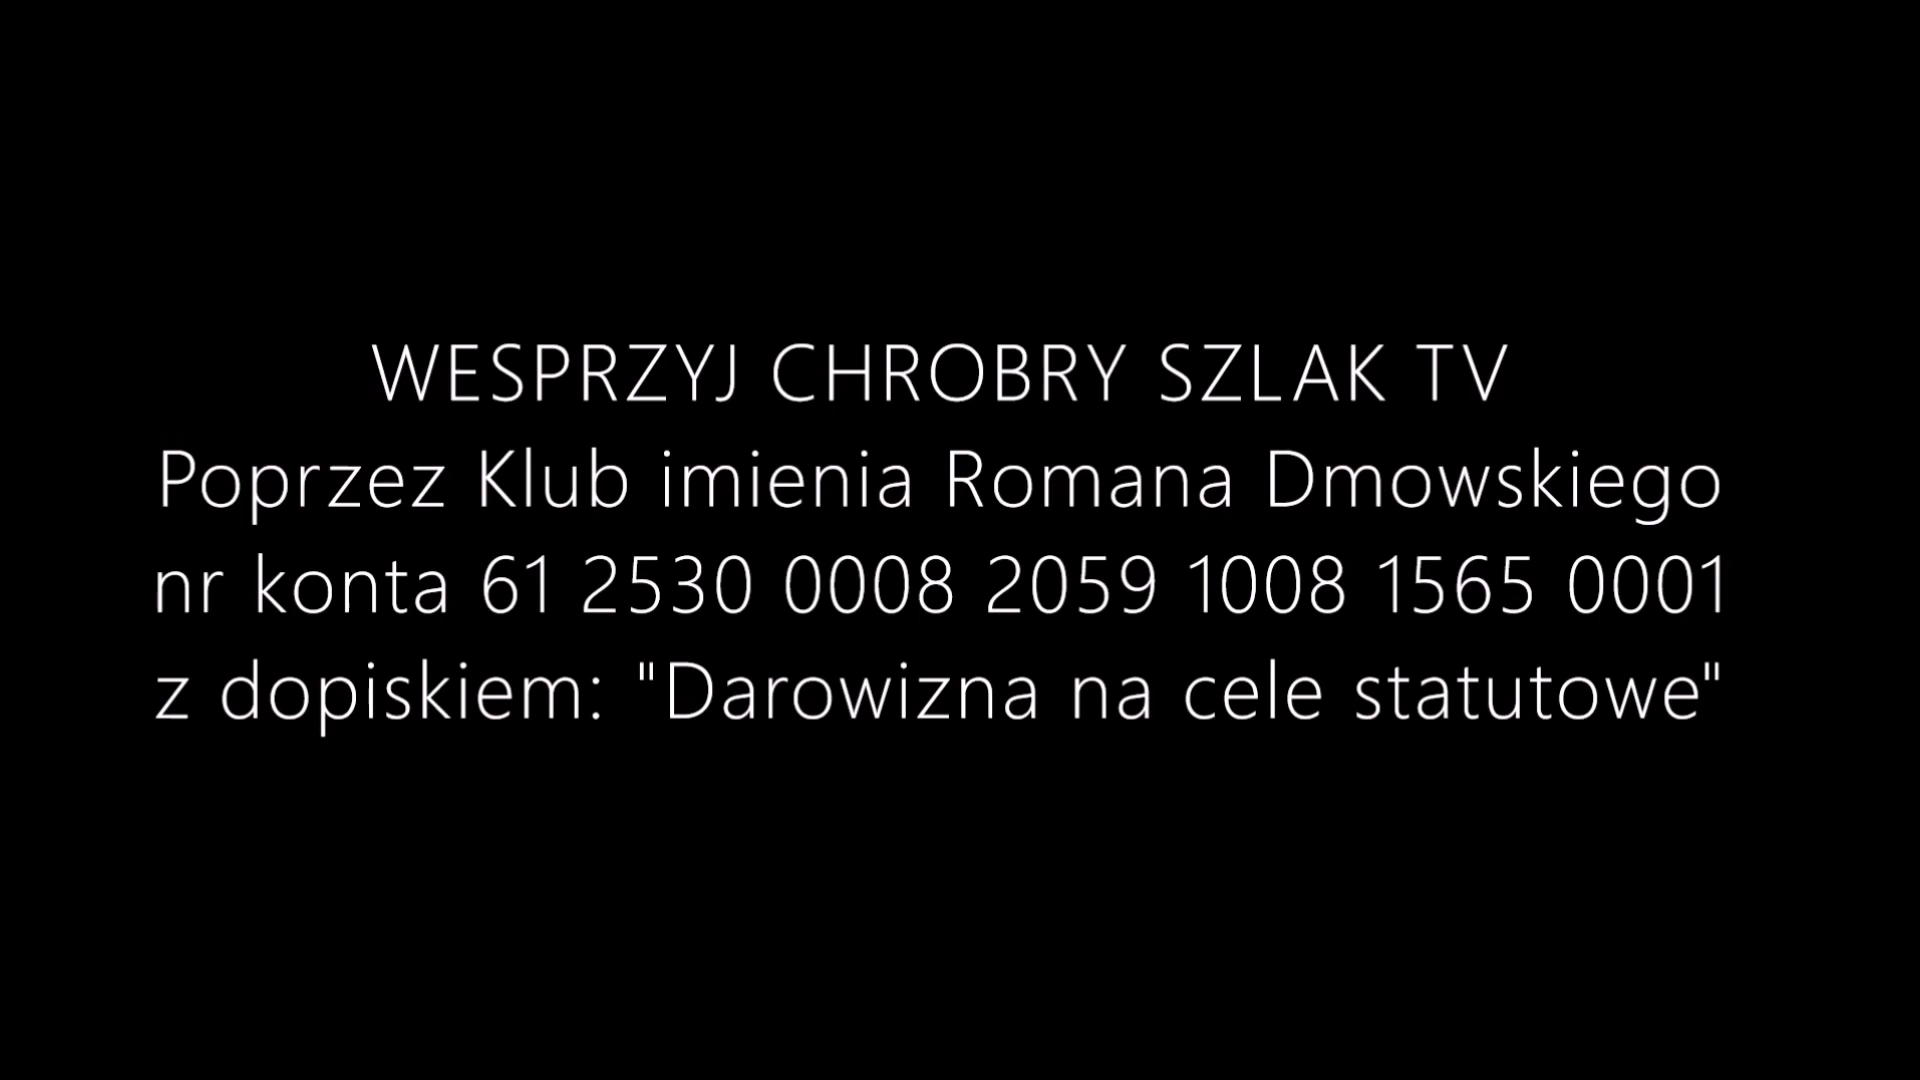 WESPRZYJ CHROBRY SZLAK TV
Poprzez Klub imienia Romana Dmowskiego
nr konta 61 2530 0008 2059 1008 1565 0001
z dopiskiem: "Darowizna na cele statutowe"